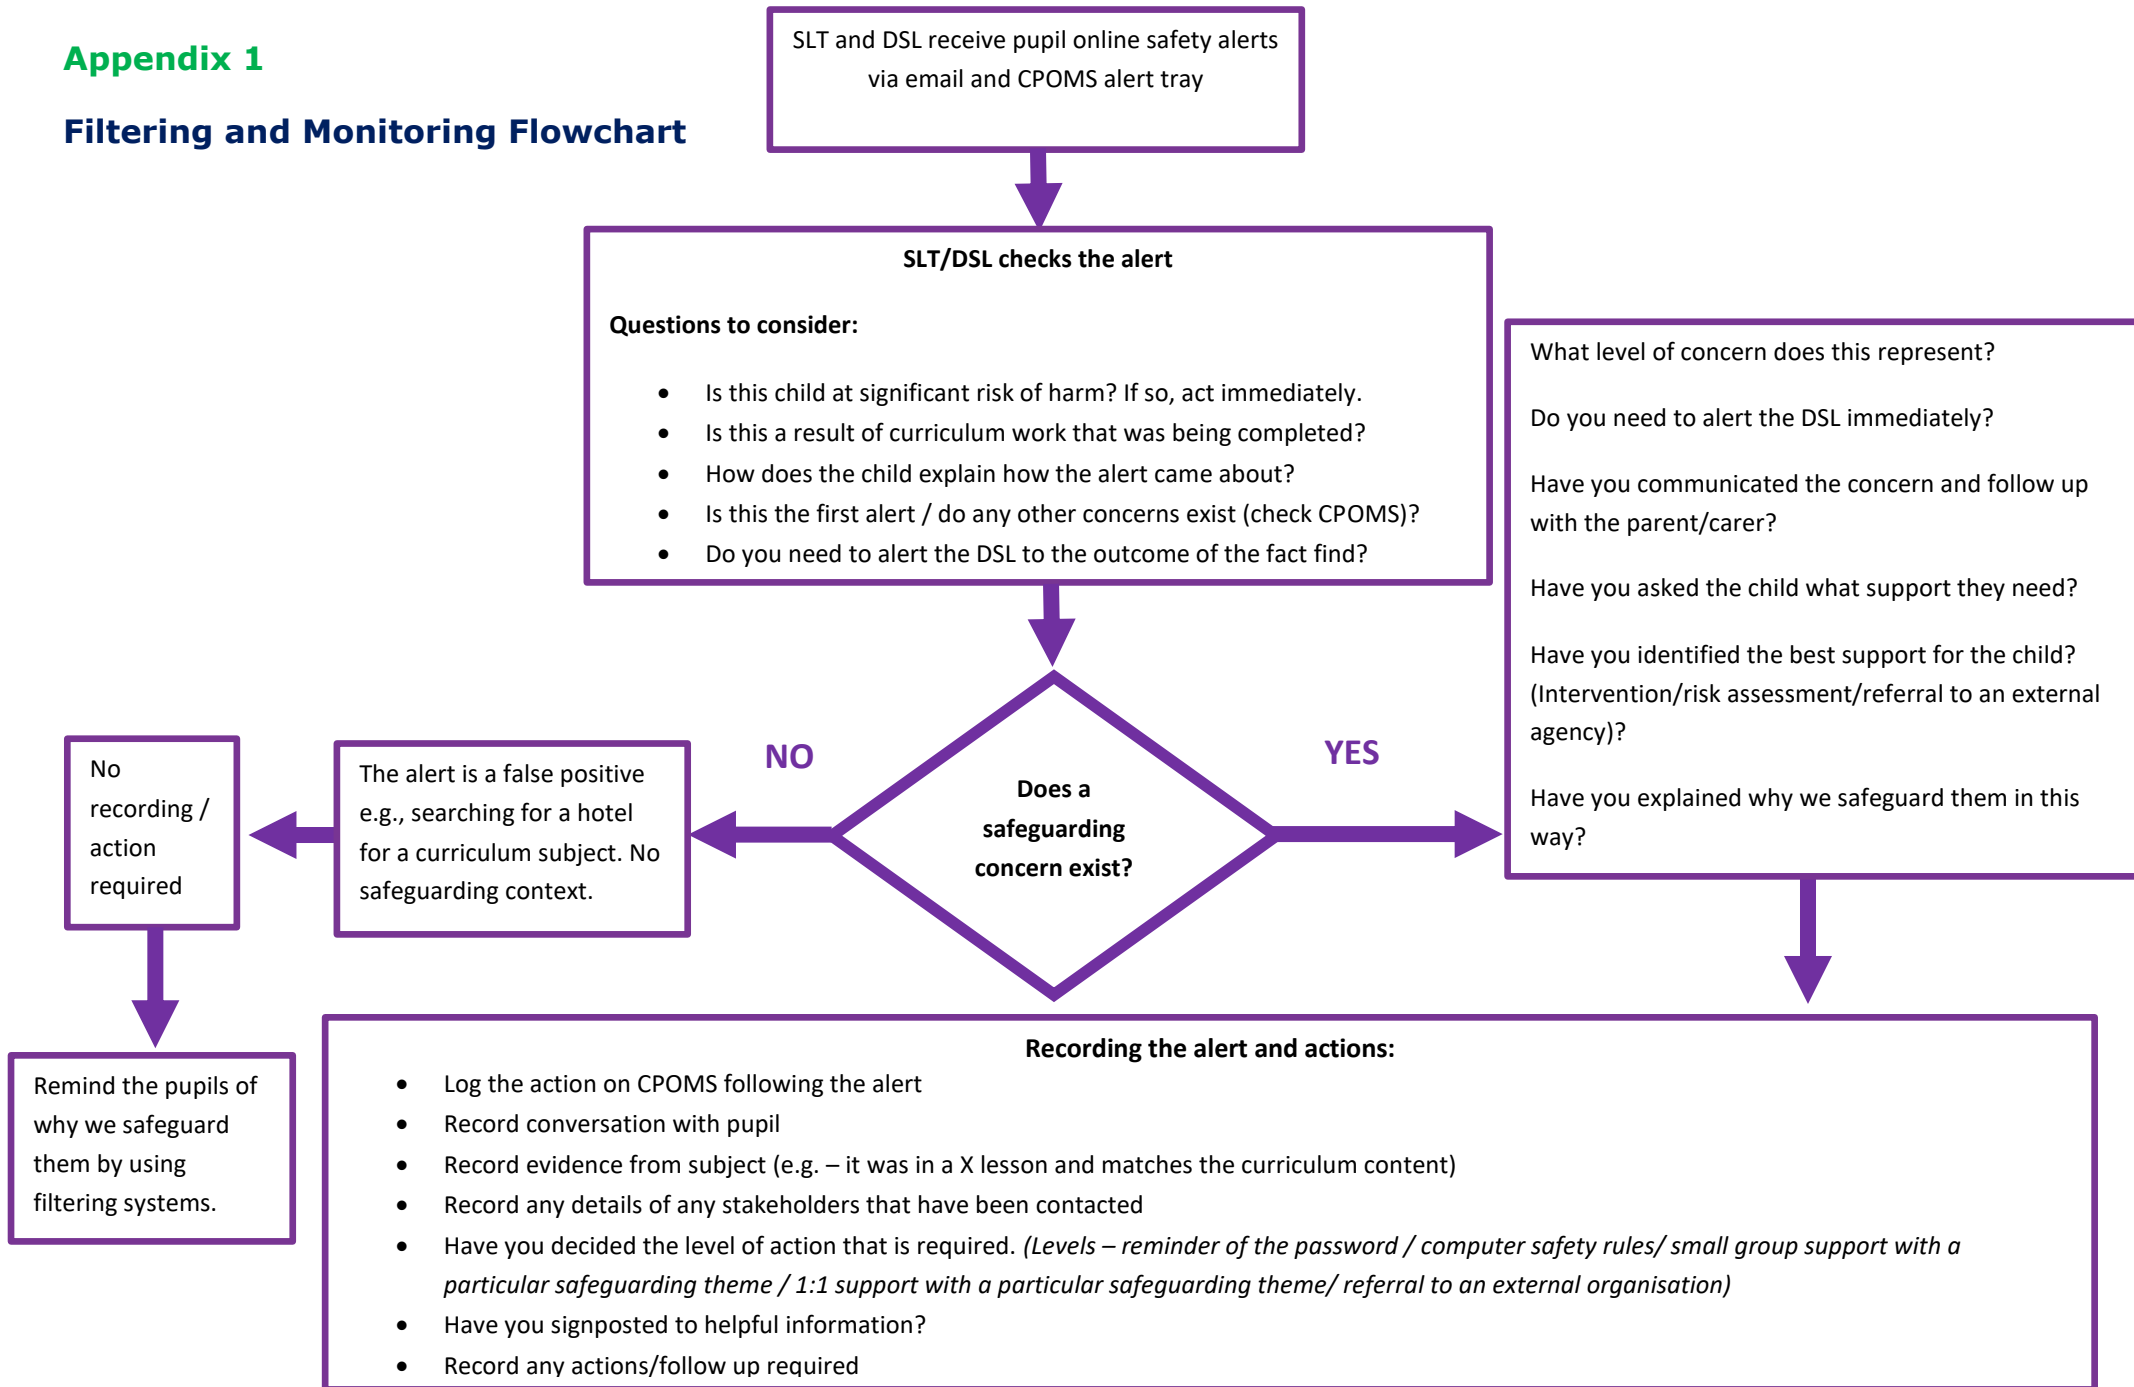 Appendix 1
Filtering and Monitoring Flowchart
SLT and DSL receive pupil online safety alerts
via email and CPOMS alert tray
SLT/DSL checks the alert
Questions to consider:
• Is this child at significant risk of harm? If so, act immediately.
• Is this a result of curriculum work that was being completed?
• How does the child explain how the alert came about?
• Is this the first alert / do any other concerns exist (check CPOMS)?
• Do you need to alert the DSL to the outcome of the fact find?
What level of concern does this represent?
Do you need to alert the DSL immediately?
Have you communicated the concern and follow up
with the parent/carer?
Have you asked the child what support they need?
Have you identified the best support for the child?
(Intervention/risk assessment/referral to an external
agency)?
Have you explained why we safeguard them in this
way?
NO
YES
Does a
safeguarding
concern exist?
The alert is a false positive
e.g., searching for a hotel
for a curriculum subject. No
safeguarding context.
No
recording /
action
required
Remind the pupils of
why we safeguard
them by using
filtering systems.
Recording the alert and actions:
• Log the action on CPOMS following the alert
• Record conversation with pupil
• Record evidence from subject (e.g. – it was in a X lesson and matches the curriculum content)
• Record any details of any stakeholders that have been contacted
• Have you decided the level of action that is required. (Levels – reminder of the password / computer safety rules/ small group support with a
particular safeguarding theme / 1:1 support with a particular safeguarding theme/ referral to an external organisation)
• Have you signposted to helpful information?
• Record any actions/follow up required